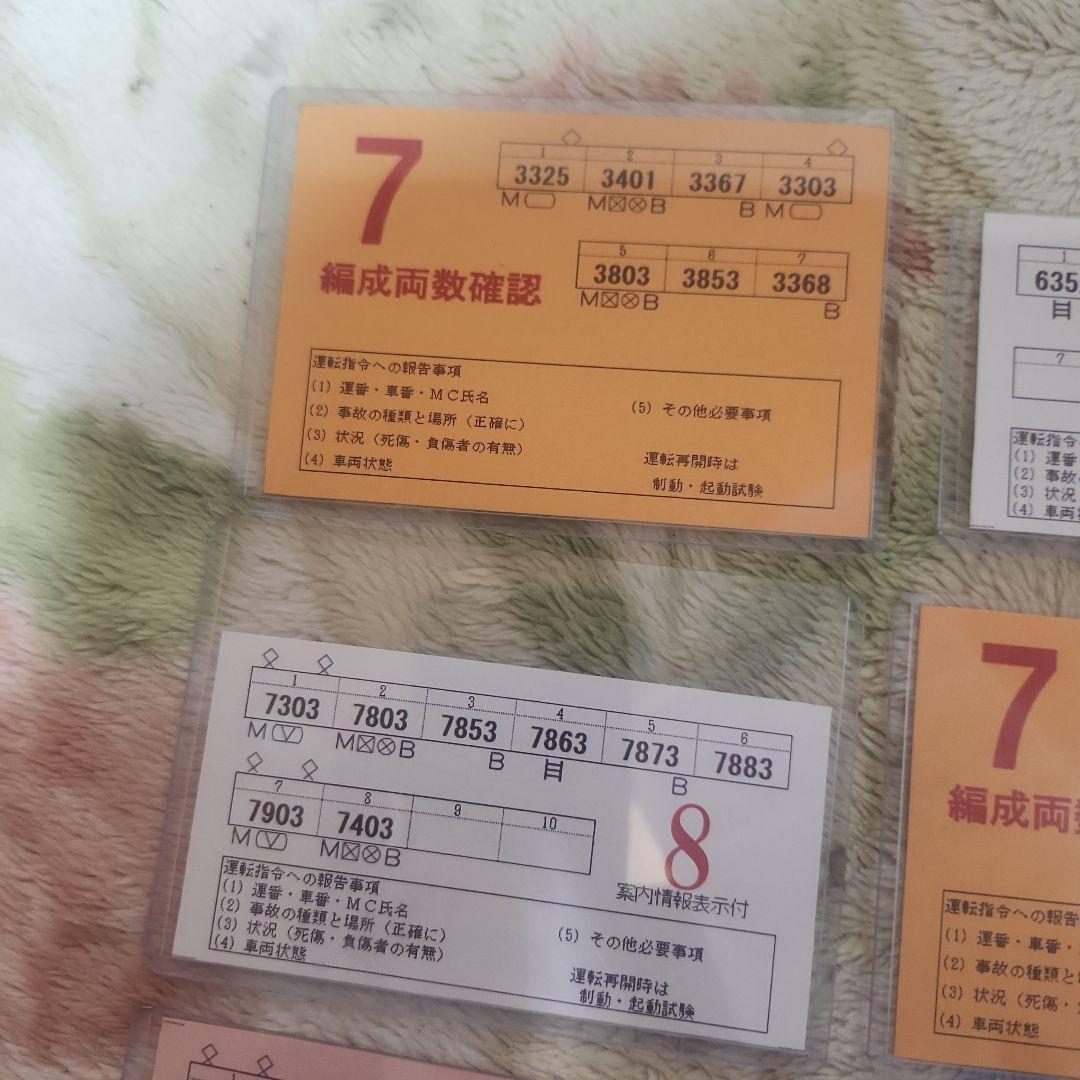 7
編成両数確認
1 2 3 4
3325 3401 3367 3303
M M B B M
5 6 7
3803 3853 3368
M B B
運転指令への報告事項
(1) 運番・車番・MC氏名
(2) 事故の種類と場所（正確に）
(3) 状況（死傷・負傷者の有無）
(4) 車両状態
(5) その他必要事項
運転再開時は
制動・起動試験
1
635
目
7
運転指令
(1) 運番
(2) 事故
(3) 状況
(4) 車両
1 2 3 4 5 6
7303 7803 7853 7863 7873 7883
M V M B B B
7 8 9 10
7903 7403
M V M B
8
案内情報表示付
運転指令への報告事項
(1) 運番・車番・MC氏名
(2) 事故の種類と場所（正確に）
(3) 状況（死傷・負傷者の有無）
(4) 車両状態
(5) その他必要事項
運転再開時は
制動・起動試験
7
編成両
運転指令への報告
(1) 運番・車番・
(2) 事故の種類と
(3) 状況（死傷・
(4) 車両状態